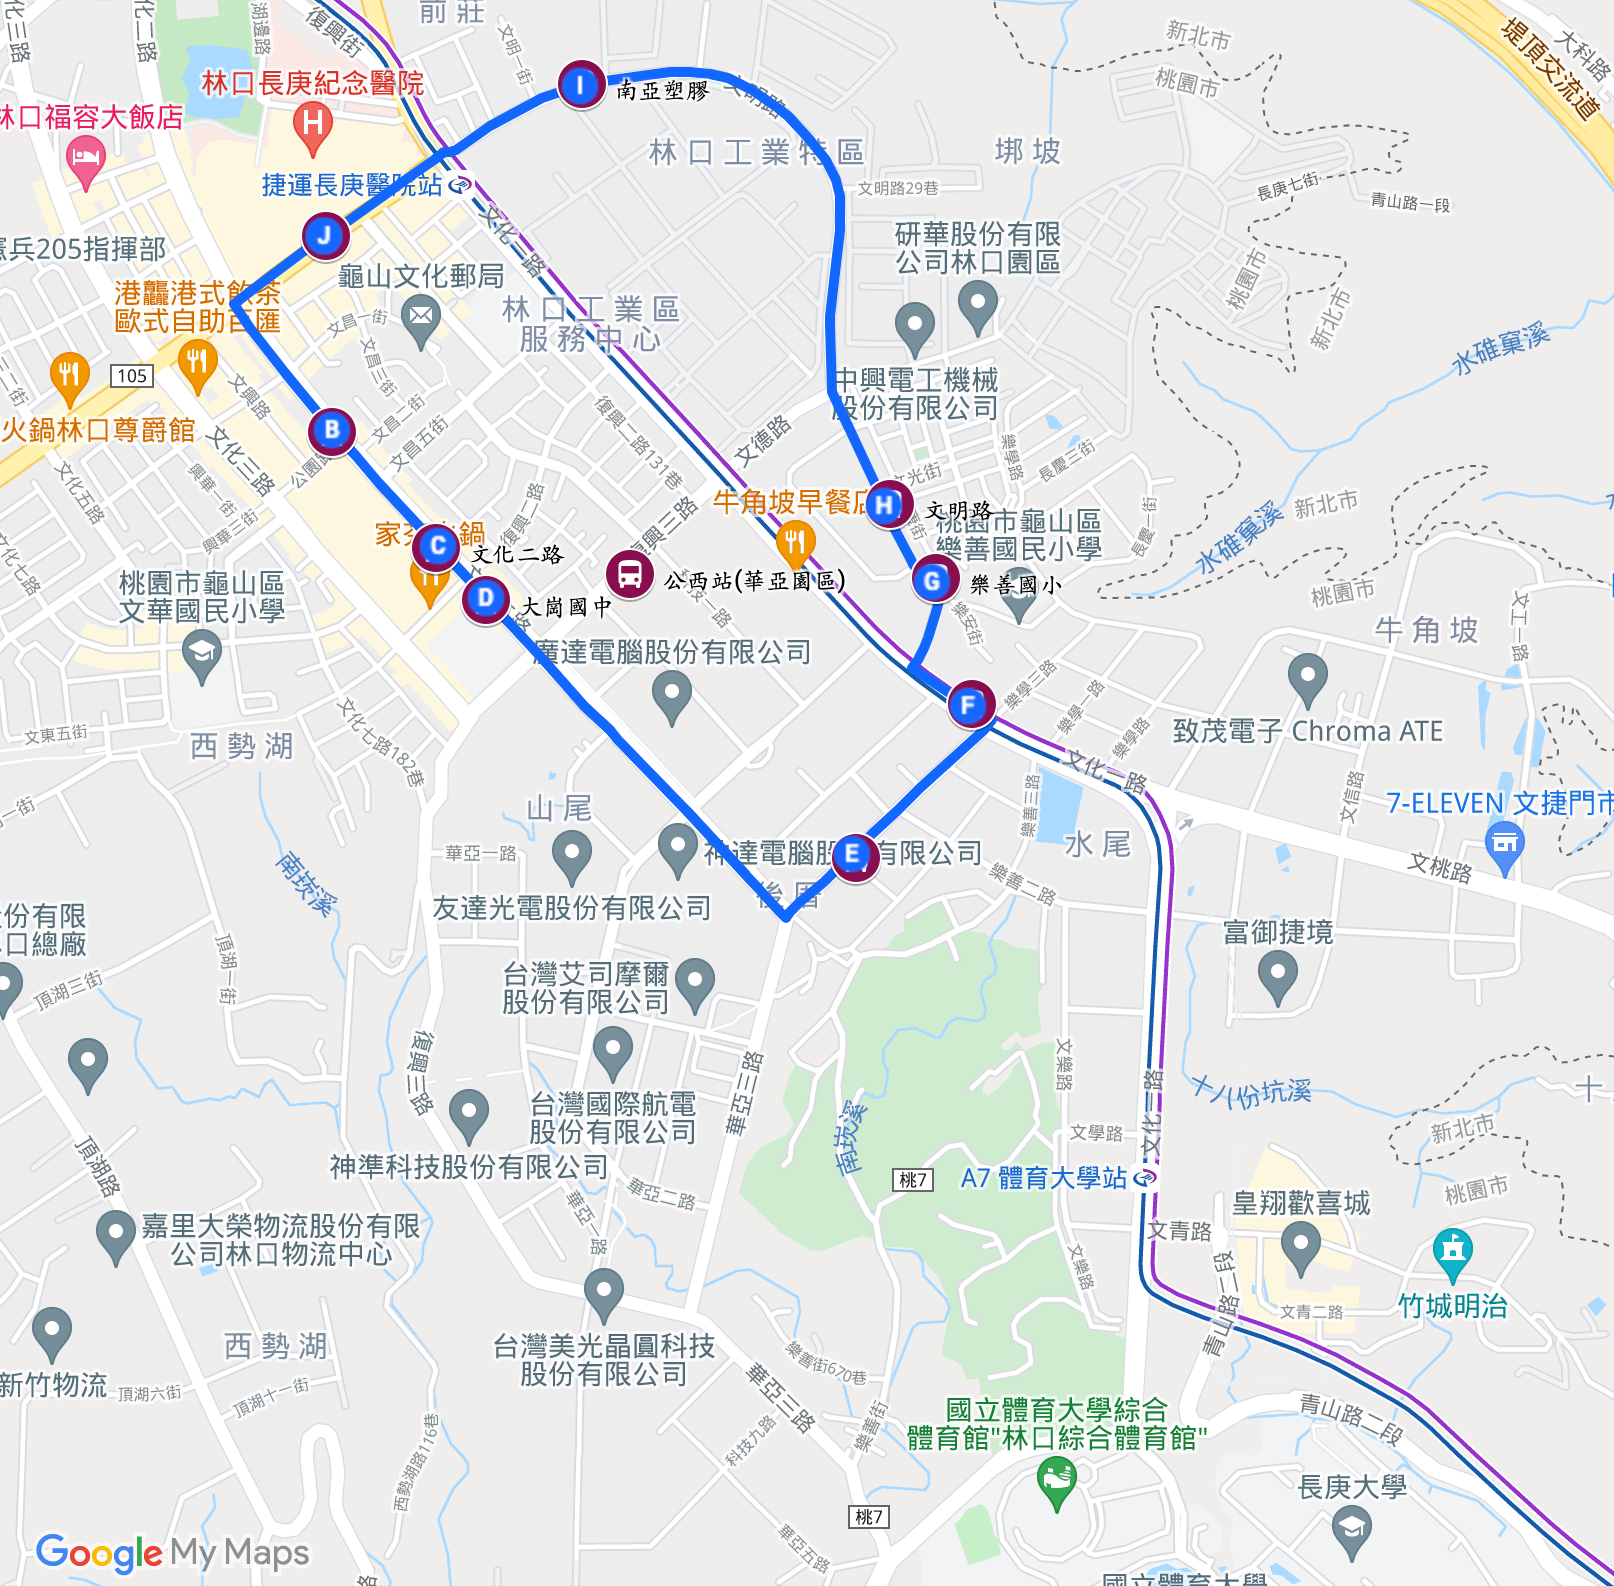 前莊
復興街
湖邊路
文明一街
文化二路
新北市
桃園市
大科路
堤頂交流道
林口長庚紀念醫院
H
林口福容大飯店
I
南亞塑膠
文明路
林口工業特區
坶坡
文明路29巷
長庚七街
青山路一段
捷運長庚醫院站
文化三路
J
憲兵205指揮部
龜山文化郵局
研華股份有限
公司林口園區
桃園市
新北市
港龘港式飲茶
歐式自助百匯
文昌一街
文昌三街
林口工業區
服務中心
水碓窠溪
105
文興路
文昌二街
文昌五街
復興二路131巷
中興電工機械
股份有限公司
火鍋林口尊爵館
B
公園路
文化三路
興華一街
興華三街
文化五路
文化七路
文德路
樂學路
長慶三街
文光街
牛角坡早餐店
H
文明路
長慶一街
桃園市龜山區
樂善國民小學
水碓窠溪
新北市
C
文化二路
復興二路
復興三路
公西站(華亞園區)
科技一路
G
樂善國小
樂安街
桃園市
文工一路
牛角坡
桃園市龜山區
文華國民小學
D
大崗國中
廣達電腦股份有限公司
F
樂學三路
樂學一路
樂學路
致茂電子 Chroma ATE
文東五街
西勢湖
文化七路182巷
文化一路
山尾
樂善三路
水尾
文信路
7-ELEVEN 文捷門市
文桃路
華亞一路
神達電腦股份有限公司
E
後厝
樂善二路
南崁溪
友達光電股份有限公司
富御捷境
頂湖一街
頂湖三街
台灣艾司摩爾
股份有限公司
復興三路
華亞二路
文樂路
文化一路
十八份坑溪
台灣國際航電
股份有限公司
南崁溪
文學路
新北市
桃園市
神準科技股份有限公司
頂湖路
桃7
A7 體育大學站
華亞二路
華亞一路
皇翔歡喜城
文青路
嘉里大榮物流股份有限
公司林口物流中心
文樂路
青山路二段
文青二路
竹城明治
西勢湖
台灣美光晶圓科技
股份有限公司
樂善街670巷
華亞三路
新竹物流
頂湖六街
頂湖十一街
西勢湖路116巷
科技九路
樂善街
國立體育大學綜合
體育館"林口綜合體育館"
青山路二段
長庚大學
桃7
華亞五路
Google My Maps
國立體育大學